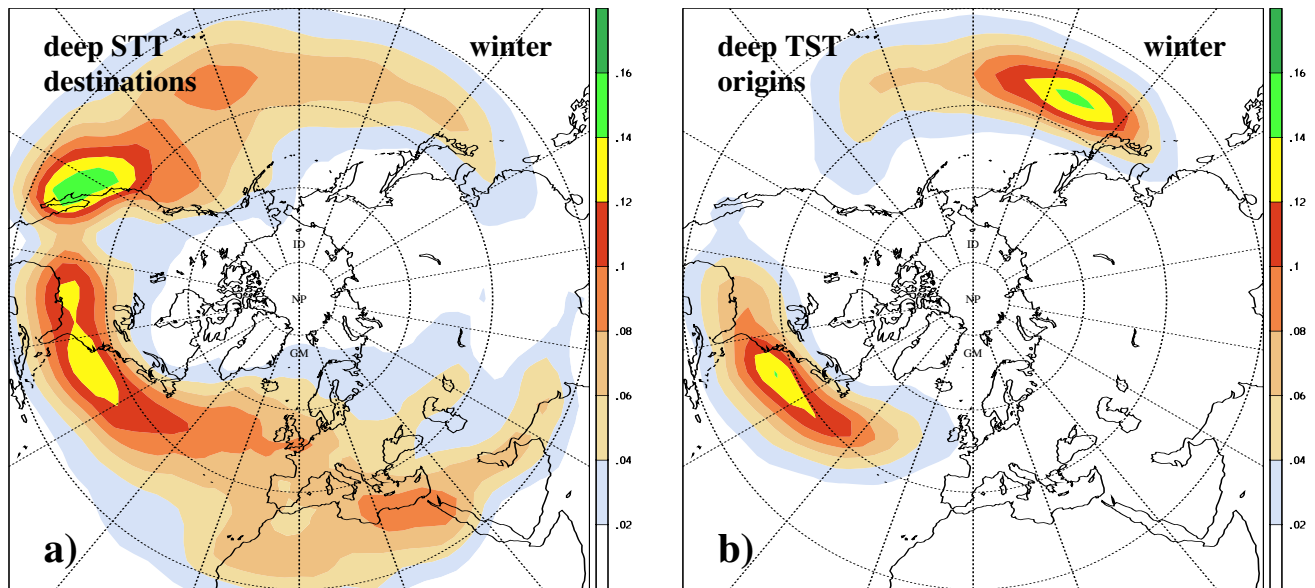 deep STT
destinations
winter
ID
NP
GM
a)
.16
.14
.12
.1
.08
.06
.04
.02
deep TST
origins
winter
ID
NP
GM
b)
.16
.14
.12
.1
.08
.06
.04
.02